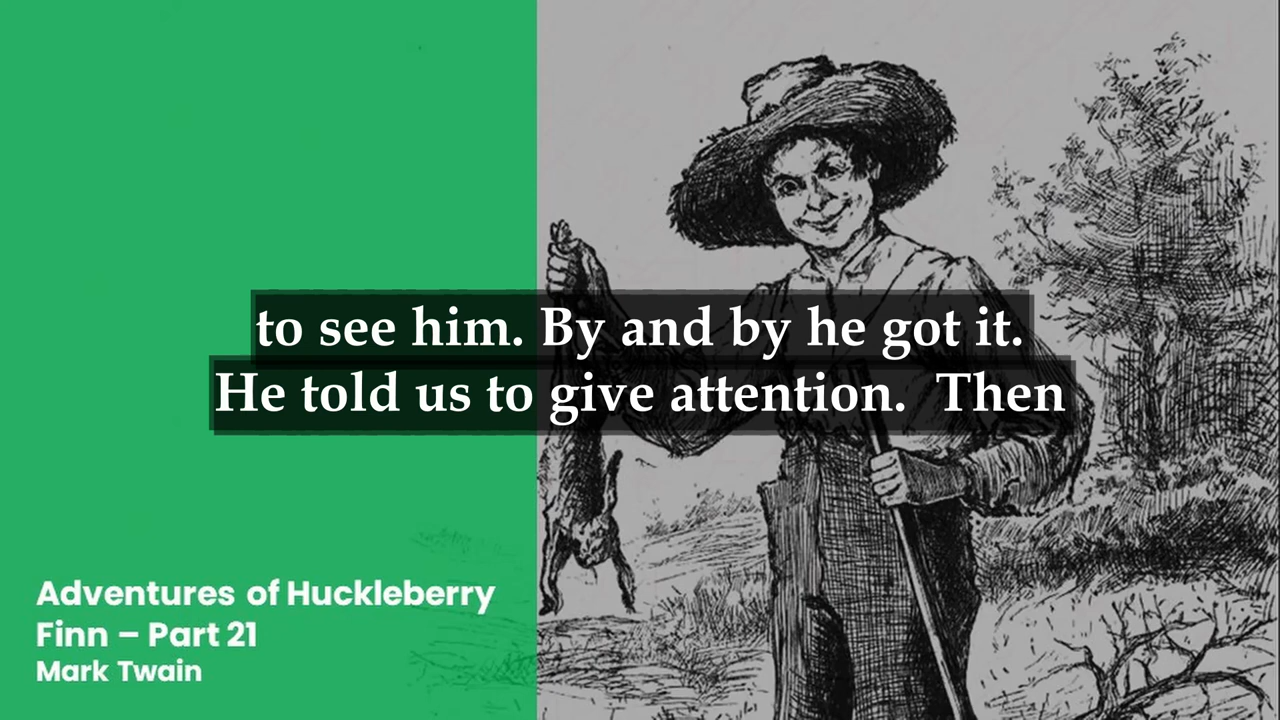 to see him. By and by he got it.
He told us to give attention.  Then
Adventures of Huckleberry
Finn – Part 21
Mark Twain